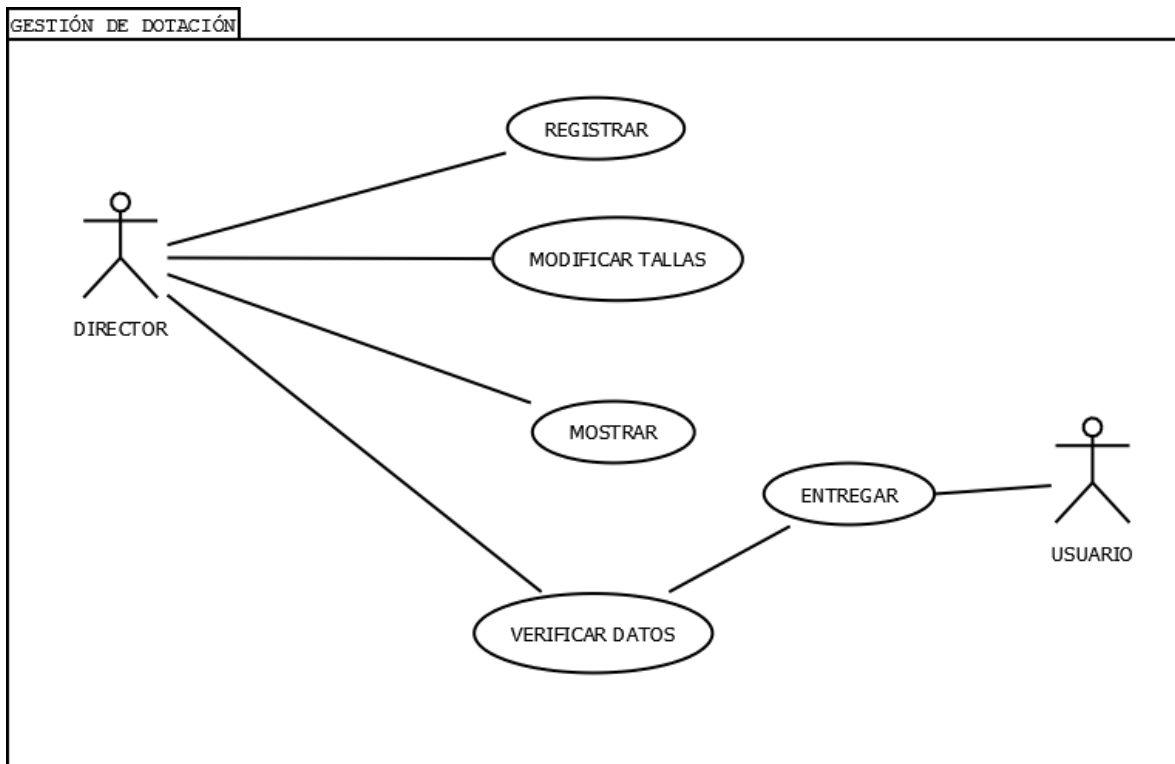 GESTIÓN DE DOTACIÓN
REGISTRAR
MODIFICAR TALLAS
DIRECTOR
MOSTRAR
ENTREGAR
USUARIO
VERIFICAR DATOS